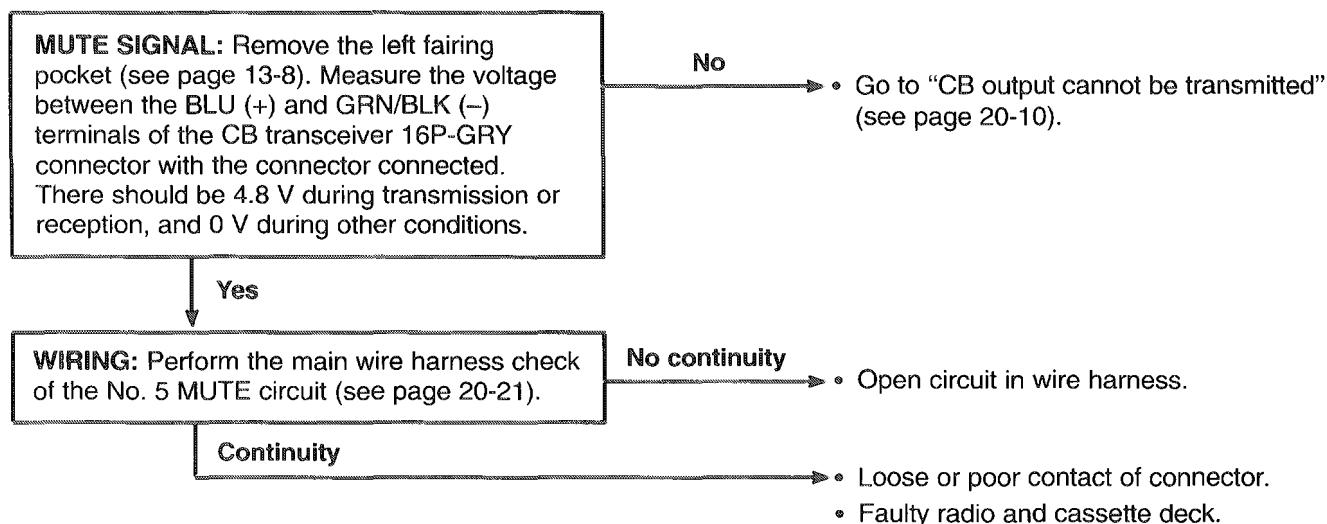 MUTE SIGNAL: Remove the left fairing
pocket (see page 13-8). Measure the voltage
between the BLU (+) and GRN/BLK (–)
terminals of the CB transceiver 16P-GRY
connector with the connector connected.
There should be 4.8 V during transmission or
reception, and 0 V during other conditions.
No
• Go to “CB output cannot be transmitted”
(see page 20-10).
Yes
WIRING: Perform the main wire harness check
of the No. 5 MUTE circuit (see page 20-21).
No continuity
• Open circuit in wire harness.
Continuity
• Loose or poor contact of connector.
• Faulty radio and cassette deck.